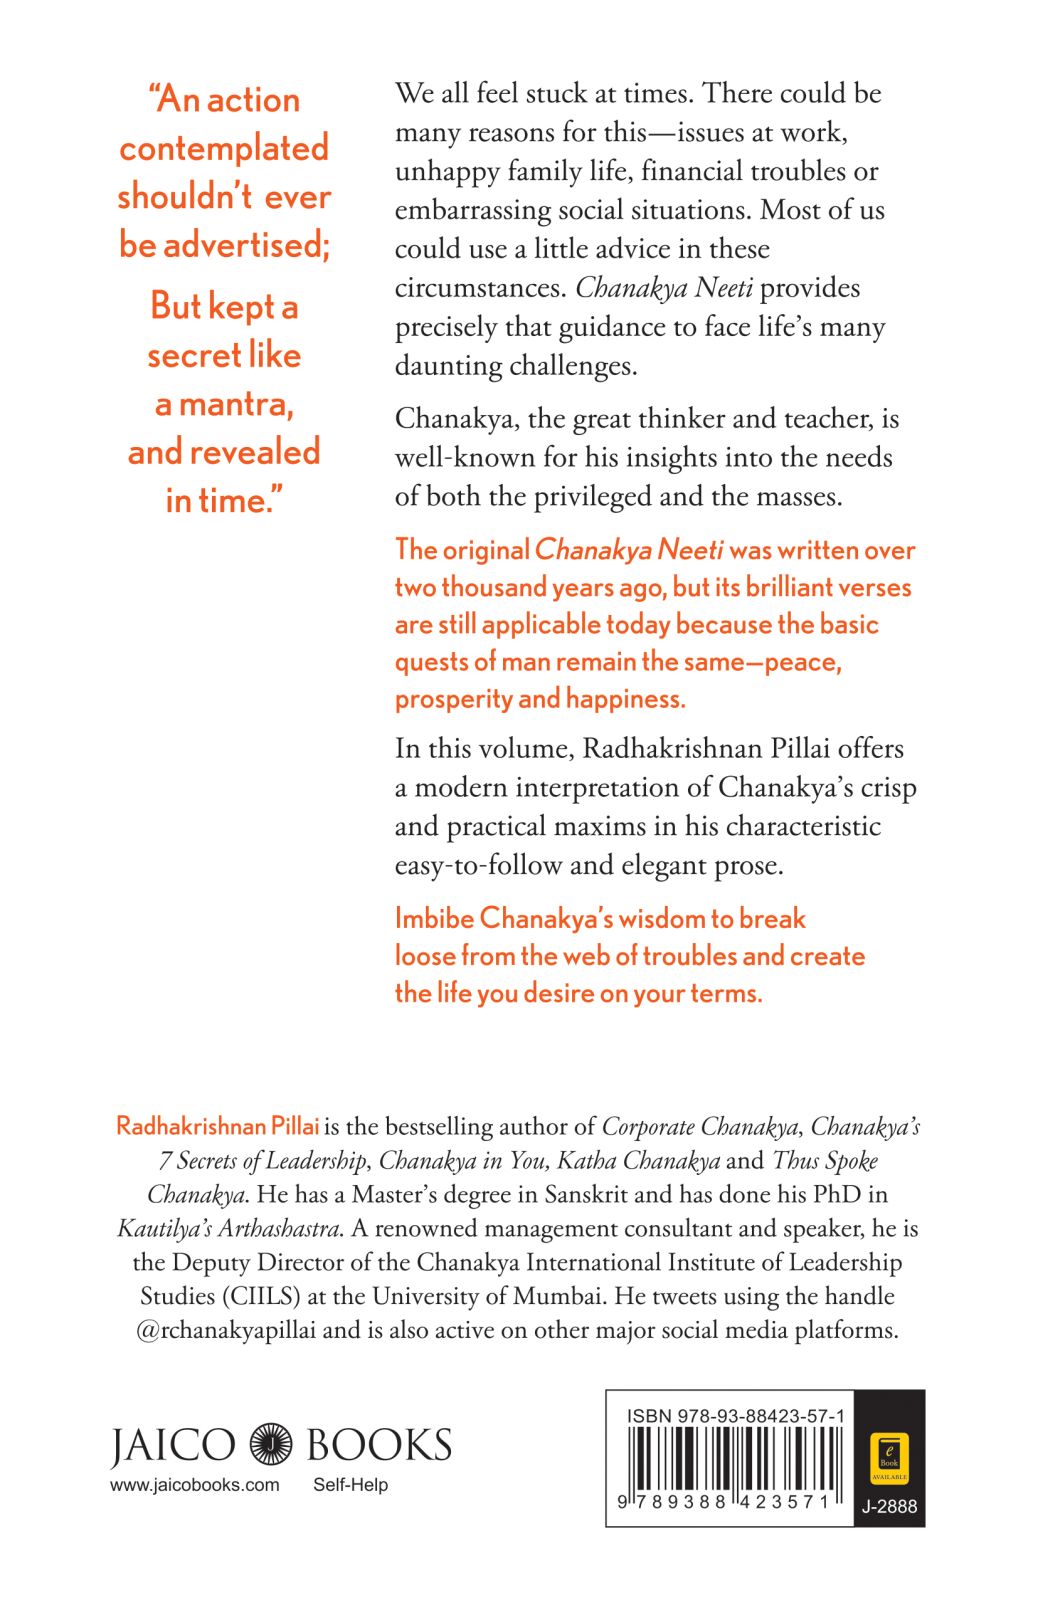 “An action
contemplated
shouldn’t ever
be advertised;
But kept a
secret like
a mantra,
and revealed
in time.”
We all feel stuck at times. There could be
many reasons for this—issues at work,
unhappy family life, financial troubles or
embarrassing social situations. Most of us
could use a little advice in these
circumstances. Chanakya Neeti provides
precisely that guidance to face life’s many
daunting challenges.
Chanakya, the great thinker and teacher, is
well-known for his insights into the needs
of both the privileged and the masses.
The original Chanakya Neeti was written over
two thousand years ago, but its brilliant verses
are still applicable today because the basic
quests of man remain the same—peace,
prosperity and happiness.
In this volume, Radhakrishnan Pillai offers
a modern interpretation of Chanakya’s crisp
and practical maxims in his characteristic
easy-to-follow and elegant prose.
Imbibe Chanakya’s wisdom to break
loose from the web of troubles and create
the life you desire on your terms.
Radhakrishnan Pillai is the bestselling author of Corporate Chanakya, Chanakya’s
7 Secrets of Leadership, Chanakya in You, Katha Chanakya and Thus Spoke
Chanakya. He has a Master’s degree in Sanskrit and has done his PhD in
Kautilya’s Arthashastra. A renowned management consultant and speaker, he is
the Deputy Director of the Chanakya International Institute of Leadership
Studies (CIILS) at the University of Mumbai. He tweets using the handle
@rchanakyapillai and is also active on other major social media platforms.
JAICO J BOOKS
www.jaicobooks.com Self-Help
ISBN 978-93-88423-57-1
9 789388 423571
e
Book
AVAILABLE
J-2888